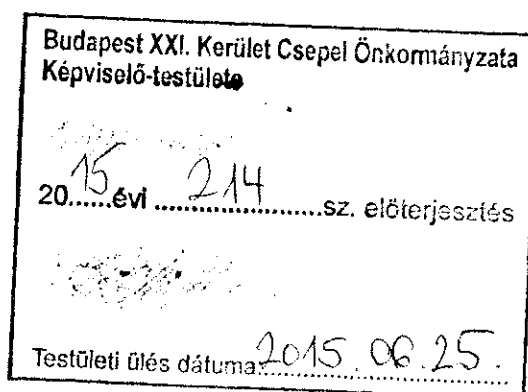 Budapest XXI. Kerület Csepel Önkormányzata
Képviselő-testülete
20 15 évi 214 sz. előterjesztés
Testületi ülés dátuma: 2015. 06. 25.